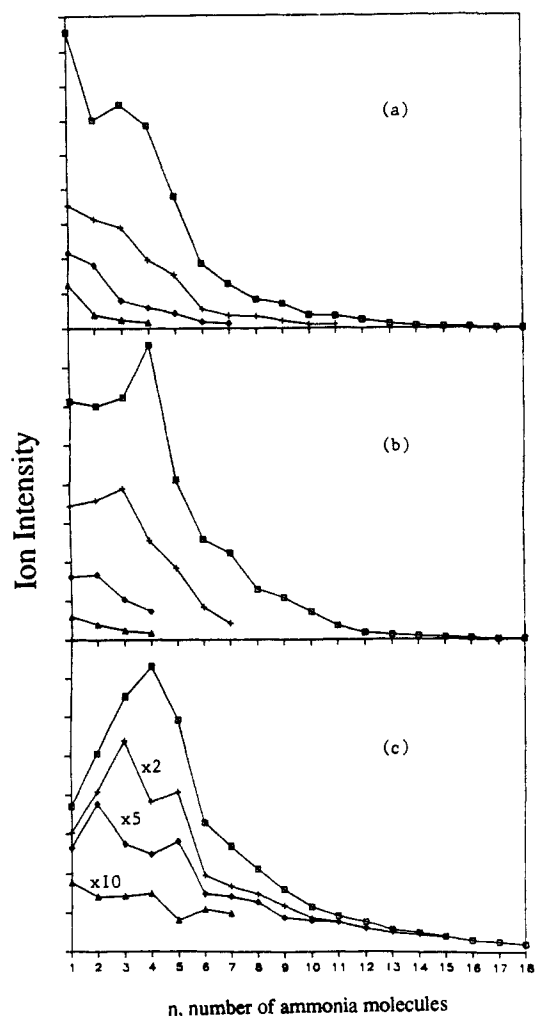 (a)
(b)
Ion Intensity
(c)
x2
x5
x10
1 2 3 4 5 6 7 8 9 10 11 12 13 14 15 16 17 18
n, number of ammonia molecules